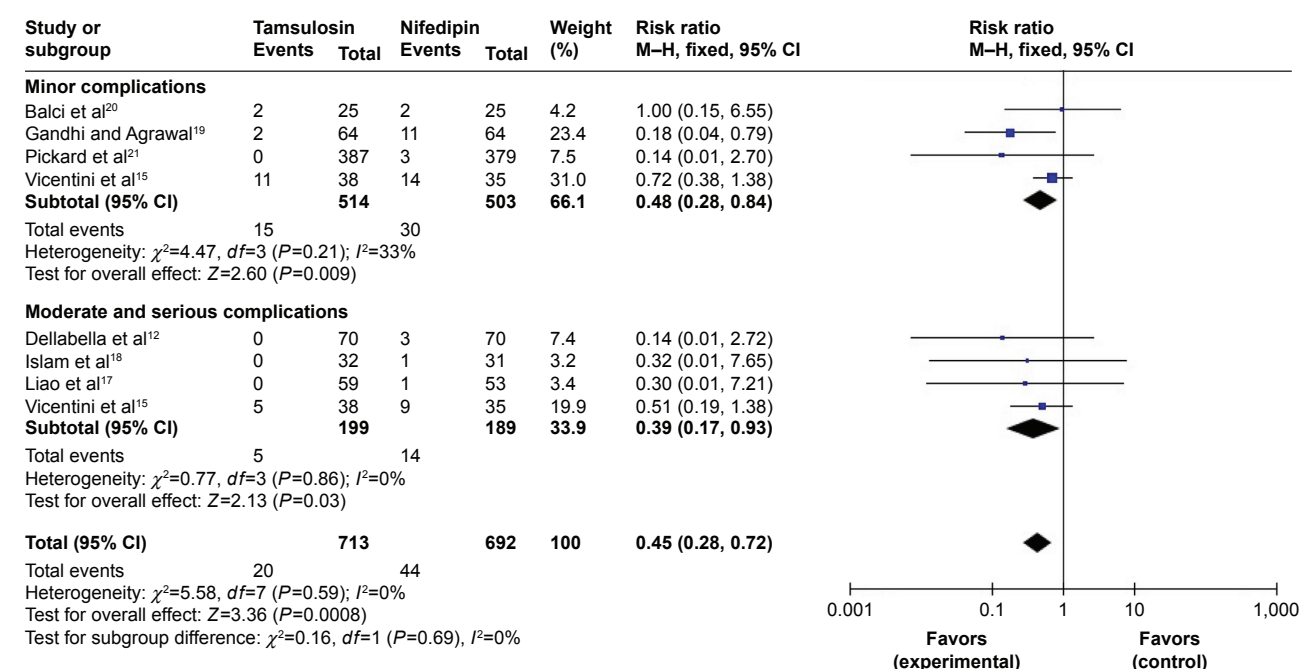 Study or subgroup Tamsulosin Events Total Nifedipin Events Total Weight (%) Risk ratio M–H, fixed, 95% CI Risk ratio M–H, fixed, 95% CI
Minor complications
Balci et al20 2 25 2 25 4.2 1.00 (0.15, 6.55)
Gandhi and Agrawal19 2 64 11 64 23.4 0.18 (0.04, 0.79)
Pickard et al21 0 387 3 379 7.5 0.14 (0.01, 2.70)
Vicentini et al15 11 38 14 35 31.0 0.72 (0.38, 1.38)
Subtotal (95% CI) 514 503 66.1 0.48 (0.28, 0.84)
Total events 15 30
Heterogeneity: χ2=4.47, df=3 (P=0.21); I2=33%
Test for overall effect: Z=2.60 (P=0.009)
Moderate and serious complications
Dellabella et al12 0 70 3 70 7.4 0.14 (0.01, 2.72)
Islam et al18 0 32 1 31 3.2 0.32 (0.01, 7.65)
Liao et al17 0 59 1 53 3.4 0.30 (0.01, 7.21)
Vicentini et al15 5 38 9 35 19.9 0.51 (0.19, 1.38)
Subtotal (95% CI) 199 189 33.9 0.39 (0.17, 0.93)
Total events 5 14
Heterogeneity: χ2=0.77, df=3 (P=0.86); I2=0%
Test for overall effect: Z=2.13 (P=0.03)
Total (95% CI) 713 692 100 0.45 (0.28, 0.72)
Total events 20 44
Heterogeneity: χ2=5.58, df=7 (P=0.59); I2=0%
Test for overall effect: Z=3.36 (P=0.0008)
Test for subgroup difference: χ2=0.16, df=1 (P=0.69), I2=0%
0.001 0.1 1 10 1,000
Favors (experimental) Favors (control)